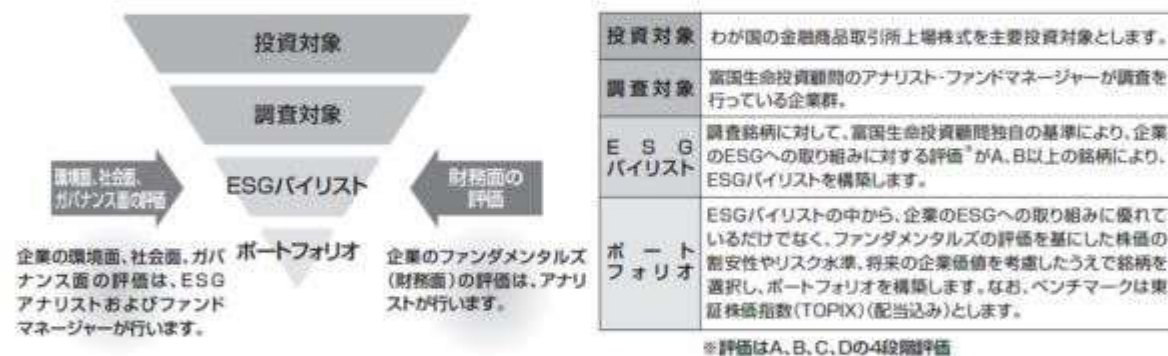 投資対象
調査対象
環境面、社会面、
ガバナンス面の評価
ESGバイリスト
財務面の
評価
ポートフォリオ
企業の環境面、社会面、ガバ
ナンス面の評価は、ESG
アナリストおよびファンド
マネージャーが行います。
企業のファンダメンタルズ
(財務面)の評価は、アナリ
ストが行います。
投資対象
わが国の金融商品取引所上場株式を主要投資対象とします。
調査対象
富国生命投資顧問のアナリスト・ファンドマネージャーが調査を
行っている企業群。
ESG
バイリスト
調査銘柄に対して、富国生命投資顧問独自の基準により、企業
のESGへの取り組みに対する評価※がA、B以上の銘柄により、
ESGバイリストを構築します。
ポート
フォリオ
ESGバイリストの中から、企業のESGへの取り組みに優れて
いるだけでなく、ファンダメンタルズの評価を基にした株価の
割安性やリスク水準、将来の企業価値を考慮したうえで銘柄を
選択し、ポートフォリオを構築します。なお、ベンチマークは東
証株価指数(TOPIX)(配当込み)とします。
※評価はA、B、C、Dの4段階評価